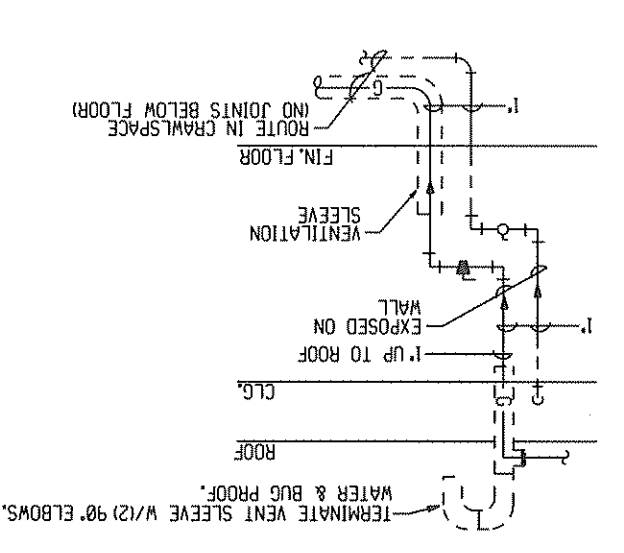 TERMINATE VENT SLEEVE W/(2) 90° ELBOWS.
WATER & BUG PROOF.
ROOF
CLG.
1" UP TO ROOF
1"
EXPOSED ON
WALL
VENTILATION
SLEEVE
FIN. FLOOR
1"
G
ROUTE IN CRAWLSPACE
(NO JOINTS BELOW FLOOR)